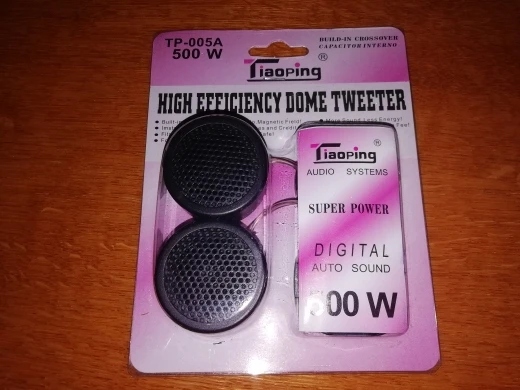 TP-005A
500 W
Tiaoping ®
BUILD-IN CROSSOVER
CAPACITOR INTERNO
HIGH EFFICIENCY DOME TWEETER
Tiaoping ®
AUDIO SYSTEMS
SUPER POWER
DIGITAL
AUTO SOUND
500 W